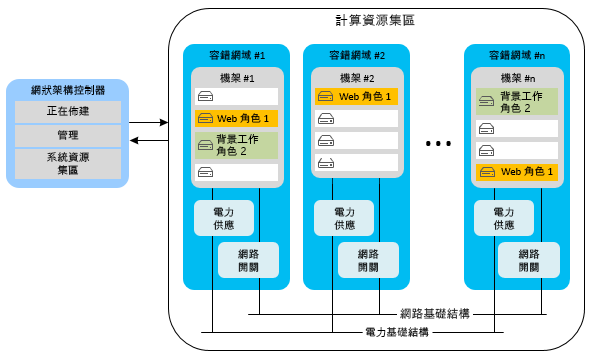 計算資源集區
網狀架構控制器
正在佈建
管理
系統資源
集區
容錯網域 #1
機架 #1
Web 角色 1
背景工作
角色 2
電力
供應
網路
開關
容錯網域 #2
機架 #2
Web 角色 1
電力
供應
網路
開關
容錯網域 #n
機架 #n
背景工作
角色 2
Web 角色 1
電力
供應
網路
開關
網路基礎結構
電力基礎結構